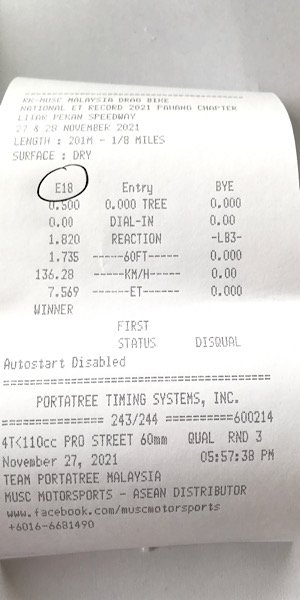 RK-MUSC MALAYSIA DRAG BIKE
NATIONAL ET RECORD 2021 PAHANG CHAPTER
LITAR PEKAN SPEEDWAY
27 & 28 NOVEMBER 2021
LENGTH : 201M - 1/8 MILES
SURFACE : DRY
E18 Entry BYE
0.500 0.000 TREE 0.000
0.00 DIAL-IN 0.00
1.820 REACTION -LB3-
1.735 ------60FT------ 0.000
136.28 ------KM/H------ 0.00
7.569 ------ET------ 0.000
WINNER
FIRST
STATUS DISQUAL
Autostart Disabled
========================================
PORTATREE TIMING SYSTEMS, INC.
============= 243/244 ==========600214
4T<110cc PRO STREET 60mm QUAL RND 3
November 27, 2021 05:57:38 PM
TEAM PORTATREE MALAYSIA
MUSC MOTORSPORTS - ASEAN DISTRIBUTOR
www.facebook.com/muscmotorsports
+6016-6681490